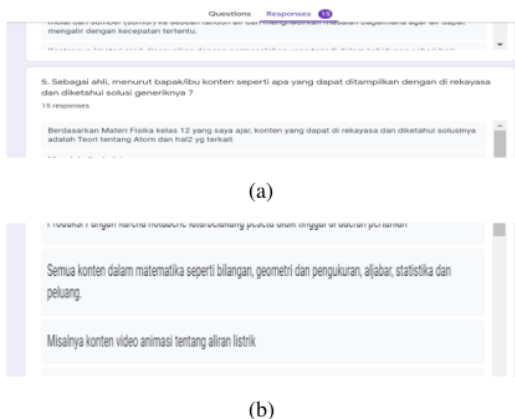 Questions Responses 15
mengalir dengan kecepatan tertentu.
5. Sebagai ahli, menurut bapak/ibu konten seperti apa yang dapat ditampilkan dengan di rekayasa
dan diketahui solusi generiknya ?
15 responses
Berdasarkan Materi Fisika kelas 12 yang saya ajar, konten yang dapat di rekayasa dan diketahui solusinya
adalah Teori tentang Atom dan hal2 yg terkait
(a)
Semua konten dalam matematika seperti bilangan, geometri dan pengukuran, aljabar, statistika dan
peluang.
Misalnya konten video animasi tentang aliran listrik
(b)